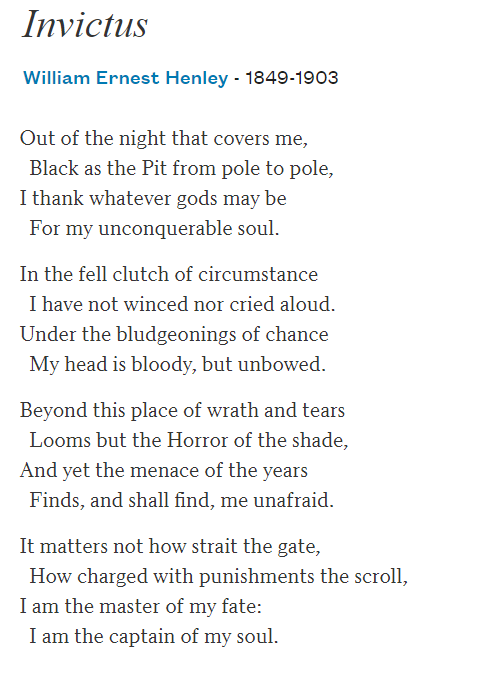 Invictus
William Ernest Henley - 1849-1903
Out of the night that covers me,
Black as the Pit from pole to pole,
I thank whatever gods may be
For my unconquerable soul.
In the fell clutch of circumstance
I have not winced nor cried aloud.
Under the bludgeonings of chance
My head is bloody, but unbowed.
Beyond this place of wrath and tears
Looms but the Horror of the shade,
And yet the menace of the years
Finds, and shall find, me unafraid.
It matters not how strait the gate,
How charged with punishments the scroll,
I am the master of my fate:
I am the captain of my soul.